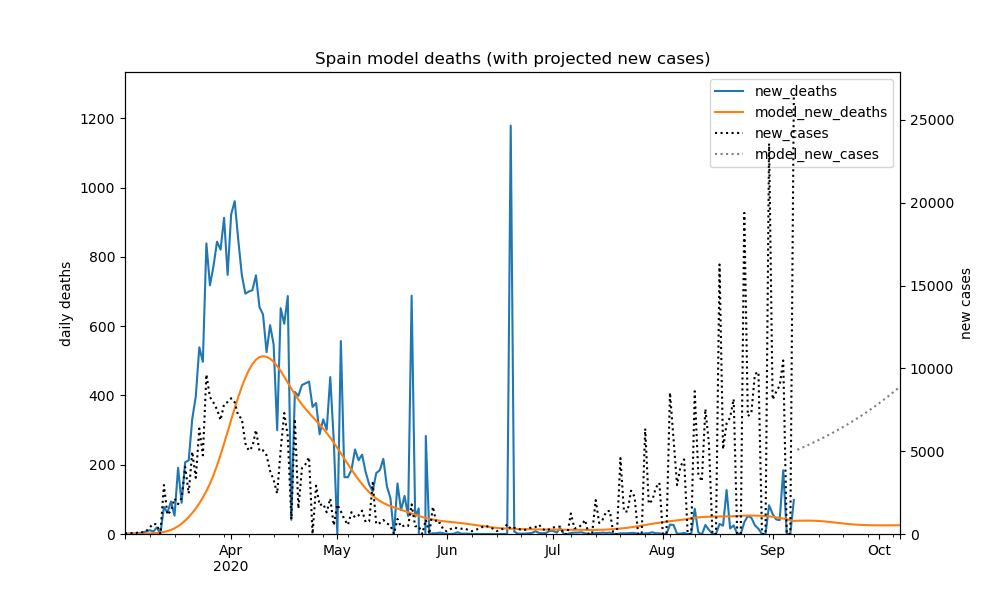 Spain model deaths (with projected new cases)
new_deaths
model_new_deaths
new_cases
model_new_cases
1200
1000
800
600
400
200
0
daily deaths
25000
20000
15000
10000
5000
0
new cases
Apr
2020
May
Jun
Jul
Aug
Sep
Oct